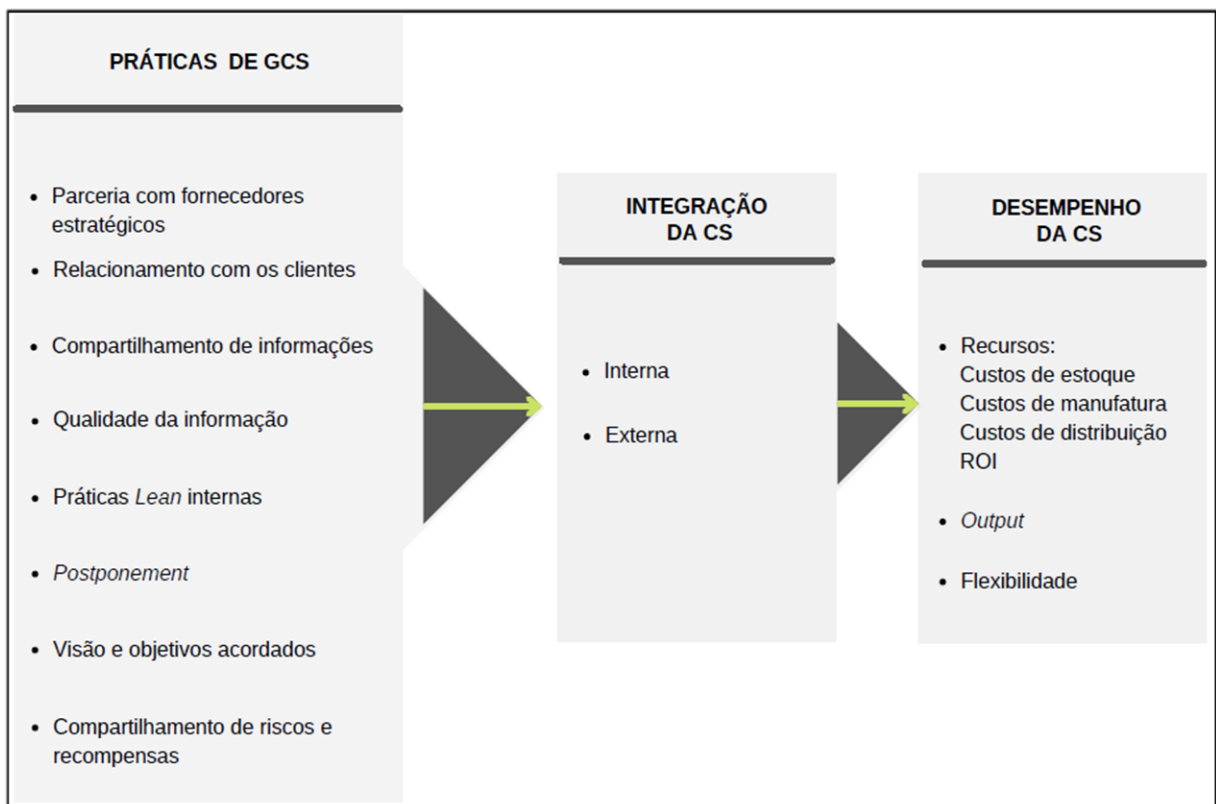 PRÁTICAS DE GCS
• Parceria com fornecedores
estratégicos
• Relacionamento com os clientes
• Compartilhamento de informações
• Qualidade da informação
• Práticas Lean internas
• Postponement
• Visão e objetivos acordados
• Compartilhamento de riscos e
recompensas
INTEGRAÇÃO
DA CS
• Interna
• Externa
DESEMPENHO
DA CS
• Recursos:
Custos de estoque
Custos de manufatura
Custos de distribuição
ROI
• Output
• Flexibilidade